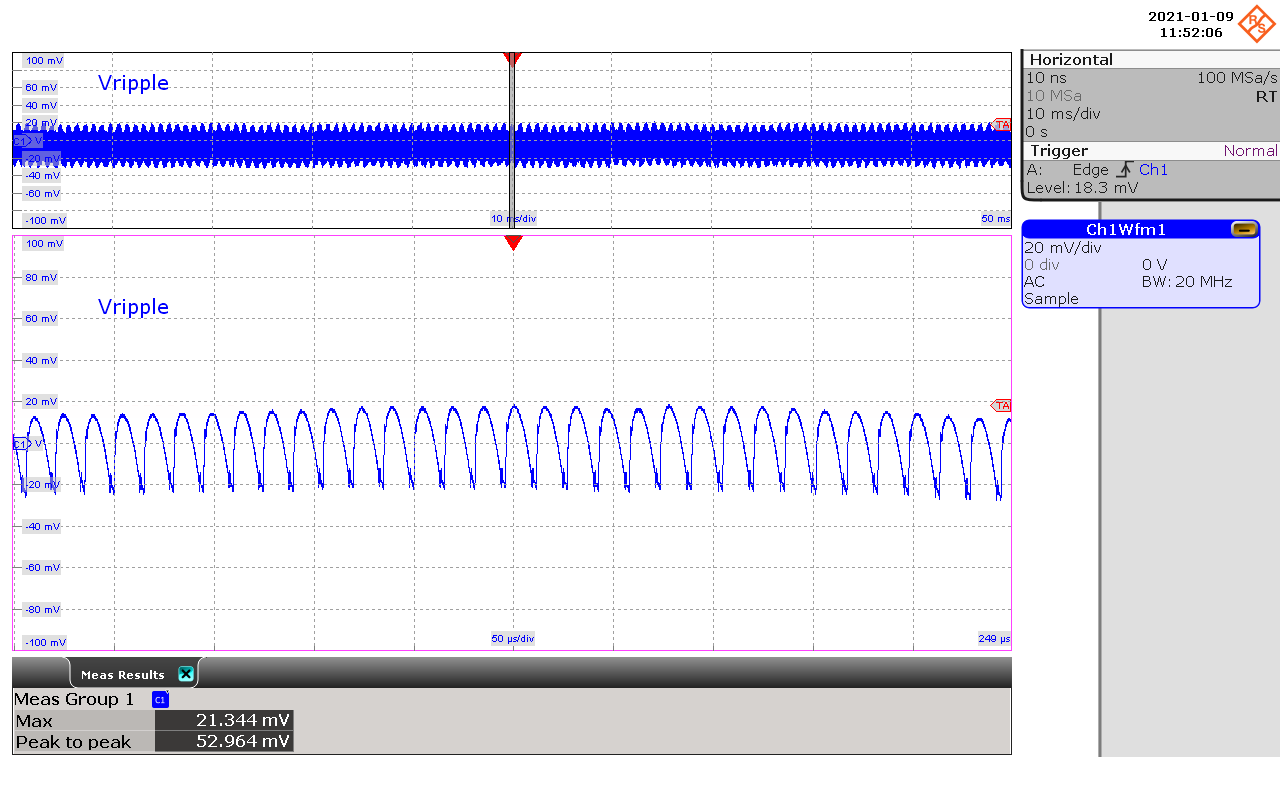 2021-01-09
11:52:06
R&S
100 mV
Vripple
60 mV
40 mV
20 mV
TA
C1 V
-20 mV
-40 mV
-60 mV
-100 mV
10 ms/div
50 ms
100 mV
80 mV
Vripple
60 mV
40 mV
20 mV
TA
C1 V
-20 mV
-40 mV
-60 mV
-80 mV
-100 mV
50 µs/div
249 µs
Horizontal
10 ns 100 MSa/s
10 MSa RT
10 ms/div
0 s
Trigger Normal
A: Edge Ch1
Level: 18.3 mV
Ch1Wfm1
20 mV/div
0 div 0 V
AC BW: 20 MHz
Sample
Meas Results
Meas Group 1 C1
Max 21.344 mV
Peak to peak 52.964 mV